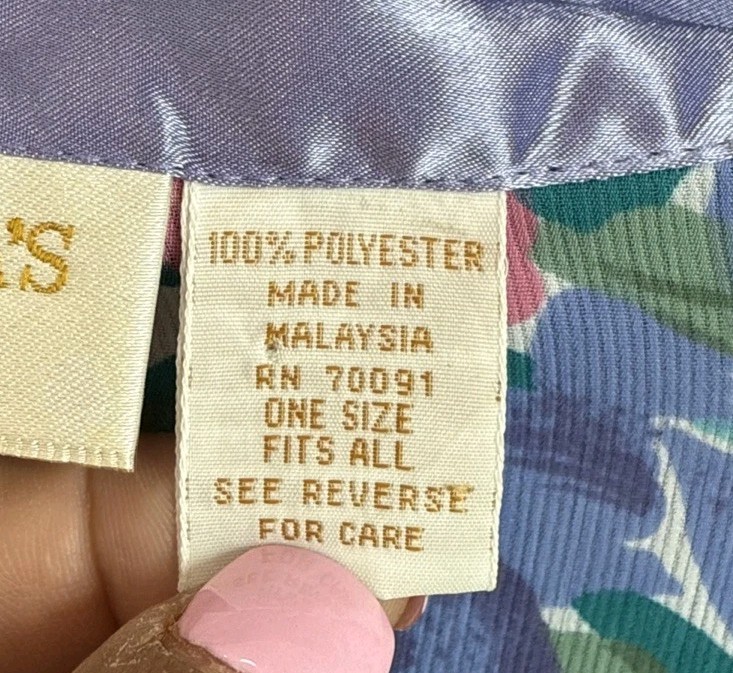 'S
100% POLYESTER
MADE IN
MALAYSIA
RN 70091
ONE SIZE
FITS ALL
SEE REVERSE
FOR CARE